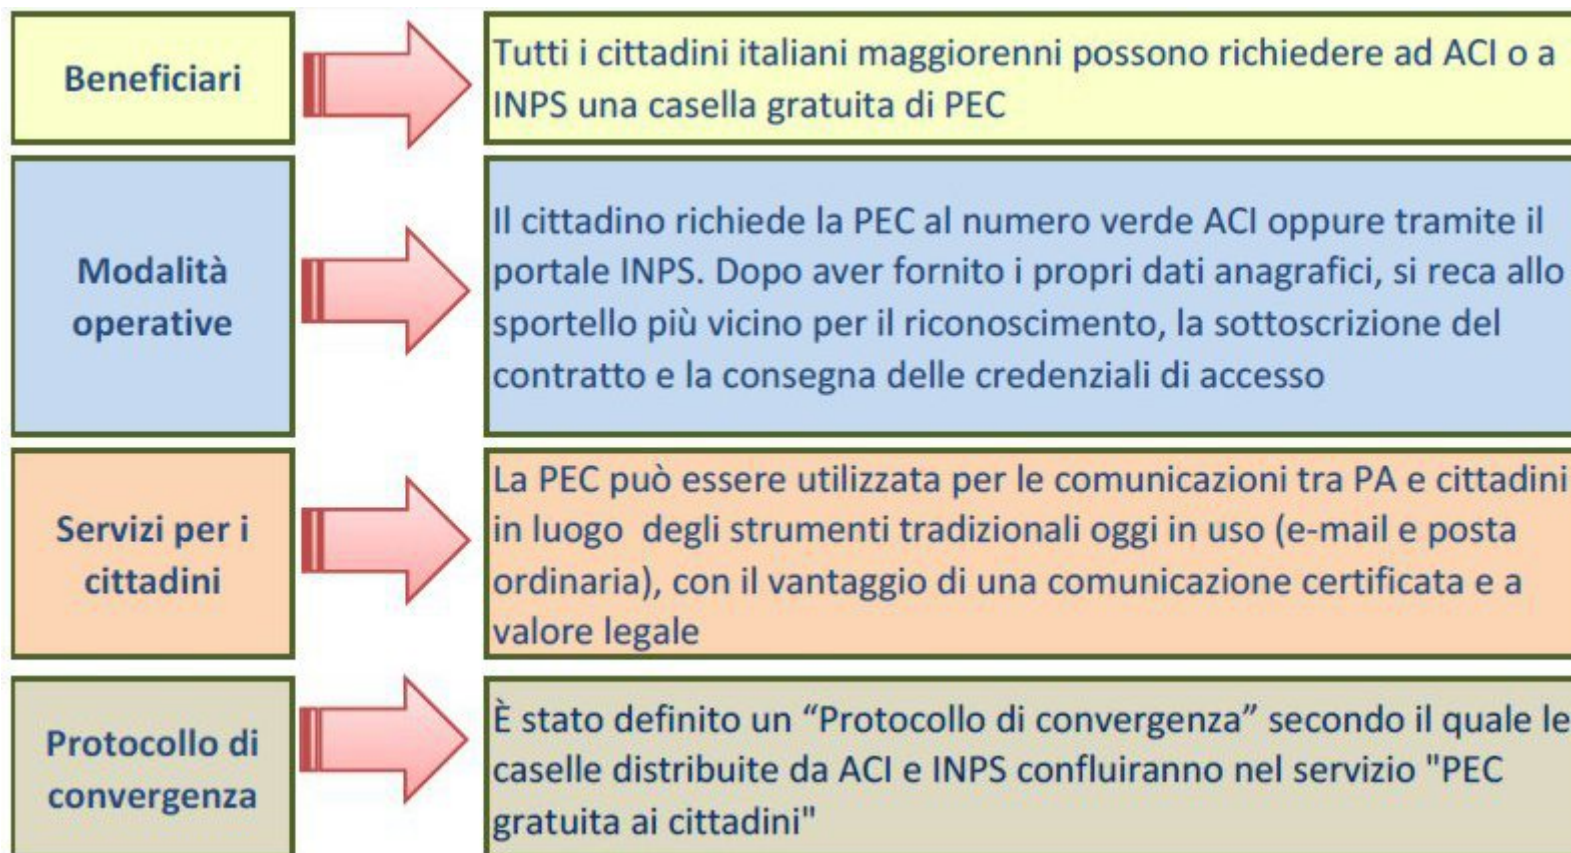 Beneficiari
Tutti i cittadini italiani maggiorenni possono richiedere ad ACI o a
INPS una casella gratuita di PEC
Modalità
operative
Il cittadino richiede la PEC al numero verde ACI oppure tramite il
portale INPS. Dopo aver fornito i propri dati anagrafici, si reca allo
sportello più vicino per il riconoscimento, la sottoscrizione del
contratto e la consegna delle credenziali di accesso
Servizi per i
cittadini
La PEC può essere utilizzata per le comunicazioni tra PA e cittadini
in luogo  degli strumenti tradizionali oggi in uso (e-mail e posta
ordinaria), con il vantaggio di una comunicazione certificata e a
valore legale
Protocollo di
convergenza
È stato definito un “Protocollo di convergenza” secondo il quale le
caselle distribuite da ACI e INPS confluiranno nel servizio "PEC
gratuita ai cittadini"